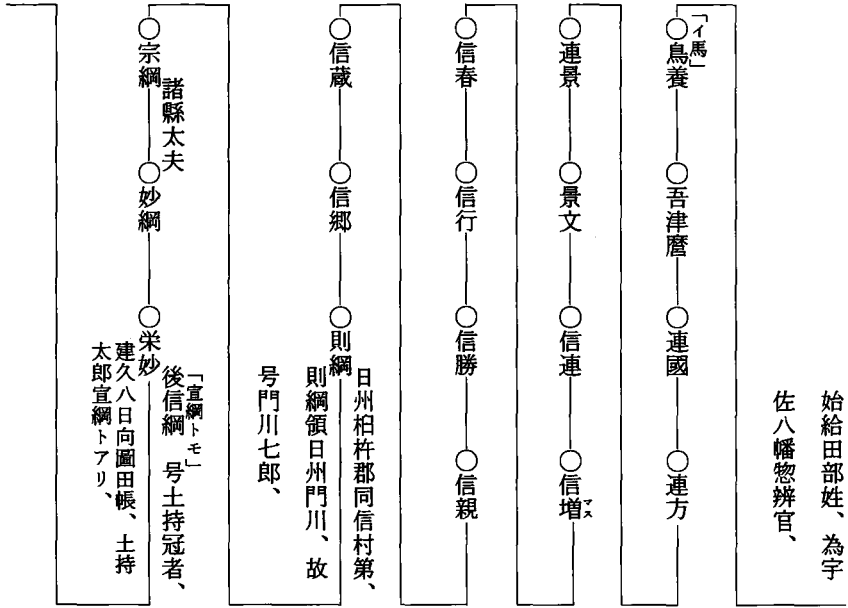 始給田部姓、為宇
佐八幡惣辨官、
「イ馬」
○鳥養
○吾津麿
○連國
○連方
○連景
○景文
○信連
○信増マス
○信春
○信行
○信勝
○信親
○信蔵
○信郷
○則綱
日州桕杵郡同信村第、
則綱領日州門川、故
号門川七郎、
○宗綱
諸縣太夫
○妙綱
○栄妙
「宣綱トモ」
後信綱　号土持冠者、
建久八日向圖田帳、土持
太郎宣綱トアリ、